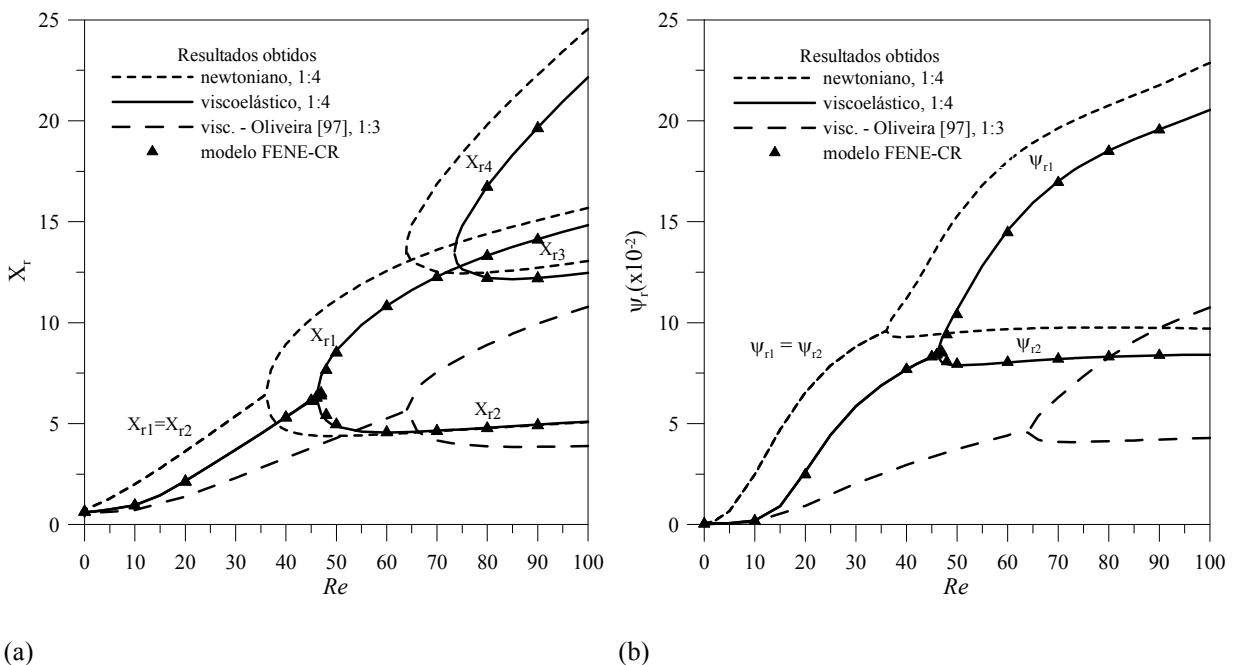 25
20
15
10
5
0
X_r
0 10 20 30 40 50 60 70 80 90 100
Re
Resultados obtidos
newtoniano, 1:4
viscoelástico, 1:4
visc. - Oliveira [97], 1:3
modelo FENE-CR
X_r4
X_r3
X_r1
X_r2
X_r1=X_r2
(a)
25
20
15
10
5
0
ψ_r(x10^-2)
0 10 20 30 40 50 60 70 80 90 100
Re
Resultados obtidos
newtoniano, 1:4
viscoelástico, 1:4
visc. - Oliveira [97], 1:3
modelo FENE-CR
ψ_r1
ψ_r1 = ψ_r2
ψ_r2
(b)